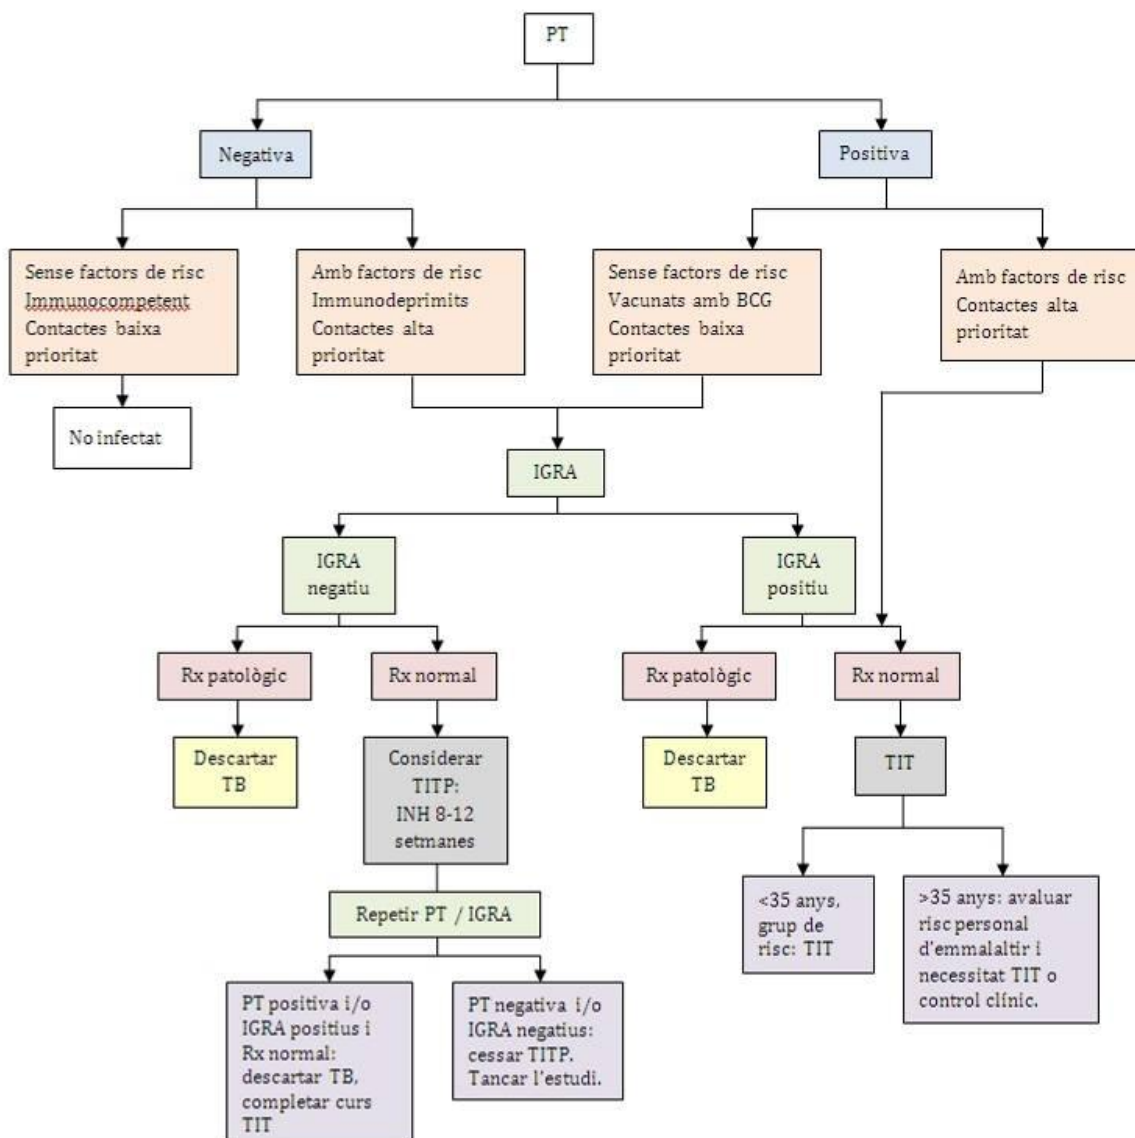 PT
Negativa
Positiva
Sense factors de risc
Immunocompetent
Contactes baixa
prioritat
Amb factors de risc
Immunodeprimits
Contactes alta
prioritat
Sense factors de risc
Vacunats amb BCG
Contactes baixa
prioritat
Amb factors de risc
Contactes alta
prioritat
No infectat
IGRA
IGRA
negatiu
IGRA
positiu
Rx patològic
Rx normal
Rx patològic
Rx normal
Descartar
TB
Considerar
TITP:
INH 8-12
setmanes
Descartar
TB
TIT
Repetir PT / IGRA
<35 anys,
grup de
risc: TIT
>35 anys: avaluar
risc personal
d'emmalaltir i
necessitat TIT o
control clínic.
PT positiva i/o
IGRA positius i
Rx normal:
descartar TB,
completar curs
TIT
PT negativa i/o
IGRA negatius:
cessar TITP.
Tancar l'estudi.